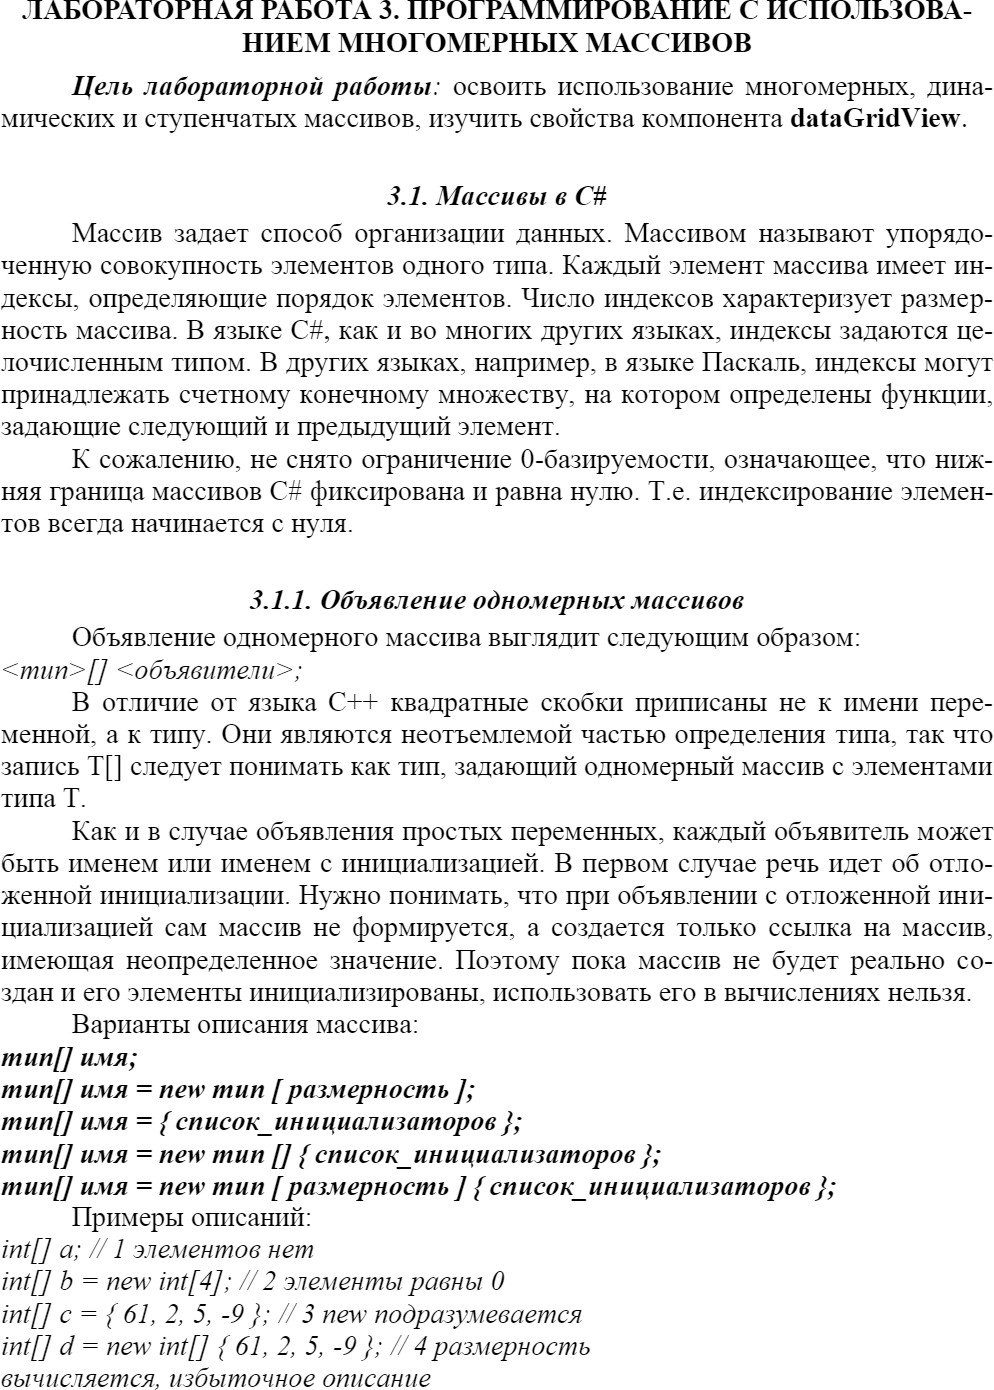 ЛАБОРАТОРНАЯ РАБОТА 3. ПРОГРАММИРОВАНИЕ С ИСПОЛЬЗОВА-
НИЕМ МНОГОМЕРНЫХ МАССИВОВ
Цель лабораторной работы: освоить использование многомерных, дина-
мических и ступенчатых массивов, изучить свойства компонента dataGridView.
3.1. Массивы в C#
Массив задает способ организации данных. Массивом называют упорядо-
ченную совокупность элементов одного типа. Каждый элемент массива имеет ин-
дексы, определяющие порядок элементов. Число индексов характеризует размер-
ность массива. В языке C#, как и во многих других языках, индексы задаются це-
лочисленным типом. В других языках, например, в языке Паскаль, индексы могут
принадлежать счетному конечному множеству, на котором определены функции,
задающие следующий и предыдущий элемент.
К сожалению, не снято ограничение 0-базируемости, означающее, что ниж-
няя граница массивов C# фиксирована и равна нулю. Т.е. индексирование элемен-
тов всегда начинается с нуля.
3.1.1. Объявление одномерных массивов
Объявление одномерного массива выглядит следующим образом:
<тип>[] <объявители>;
В отличие от языка C++ квадратные скобки приписаны не к имени пере-
менной, а к типу. Они являются неотъемлемой частью определения типа, так что
запись T[] следует понимать как тип, задающий одномерный массив с элементами
типа T.
Как и в случае объявления простых переменных, каждый объявитель может
быть именем или именем с инициализацией. В первом случае речь идет об отло-
женной инициализации. Нужно понимать, что при объявлении с отложенной ини-
циализацией сам массив не формируется, а создается только ссылка на массив,
имеющая неопределенное значение. Поэтому пока массив не будет реально со-
здан и его элементы инициализированы, использовать его в вычислениях нельзя.
Варианты описания массива:
тип[] имя;
тип[] имя = new тип [ размерность ];
тип[] имя = { список_инициализаторов };
тип[] имя = new тип [] { список_инициализаторов };
тип[] имя = new тип [ размерность ] { список_инициализаторов };
Примеры описаний:
int[] a; // 1 элементов нет
int[] b = new int[4]; // 2 элементы равны 0
int[] c = { 61, 2, 5, -9 }; // 3 new подразумевается
int[] d = new int[] { 61, 2, 5, -9 }; // 4 размерность
вычисляется, избыточное описание